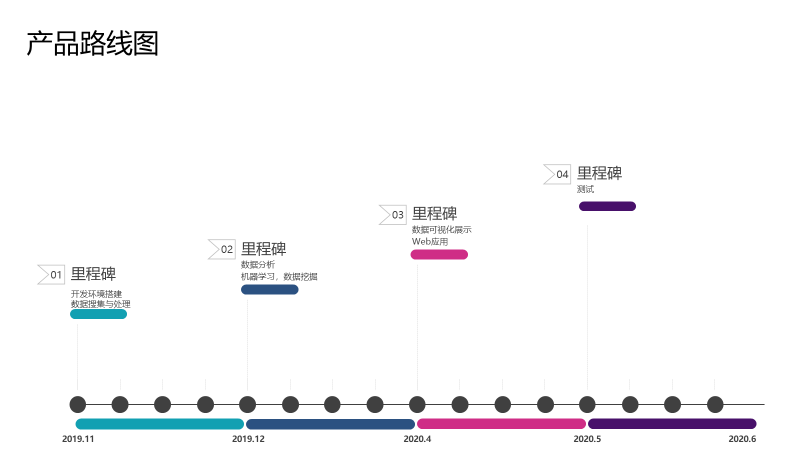 产品路线图
01 里程碑
开发环境搭建
数据搜集与处理
02 里程碑
数据分析
机器学习，数据挖掘
03 里程碑
数据可视化展示
Web应用
04 里程碑
测试
2019.11 2019.12 2020.4 2020.5 2020.6